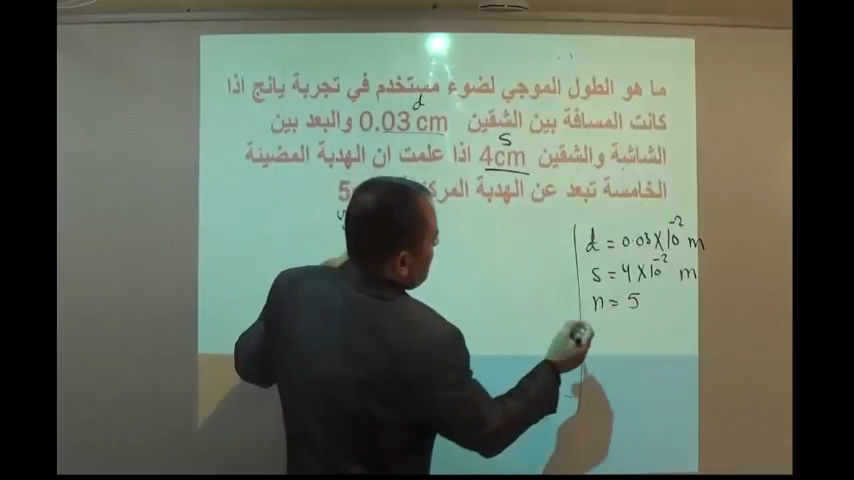 ما هو الطول الموجي لضوء مستخدم في تجربة يانج اذا
d
كانت المسافة بين الشقين 0.03 cm والبعد بين
s
الشاشة والشقين 4cm اذا علمت ان الهدبة المضيئة
الخامسة تبعد عن الهدبة 5
d = 0.03 X 10⁻² m
s = 4 X 10⁻² m
n = 5